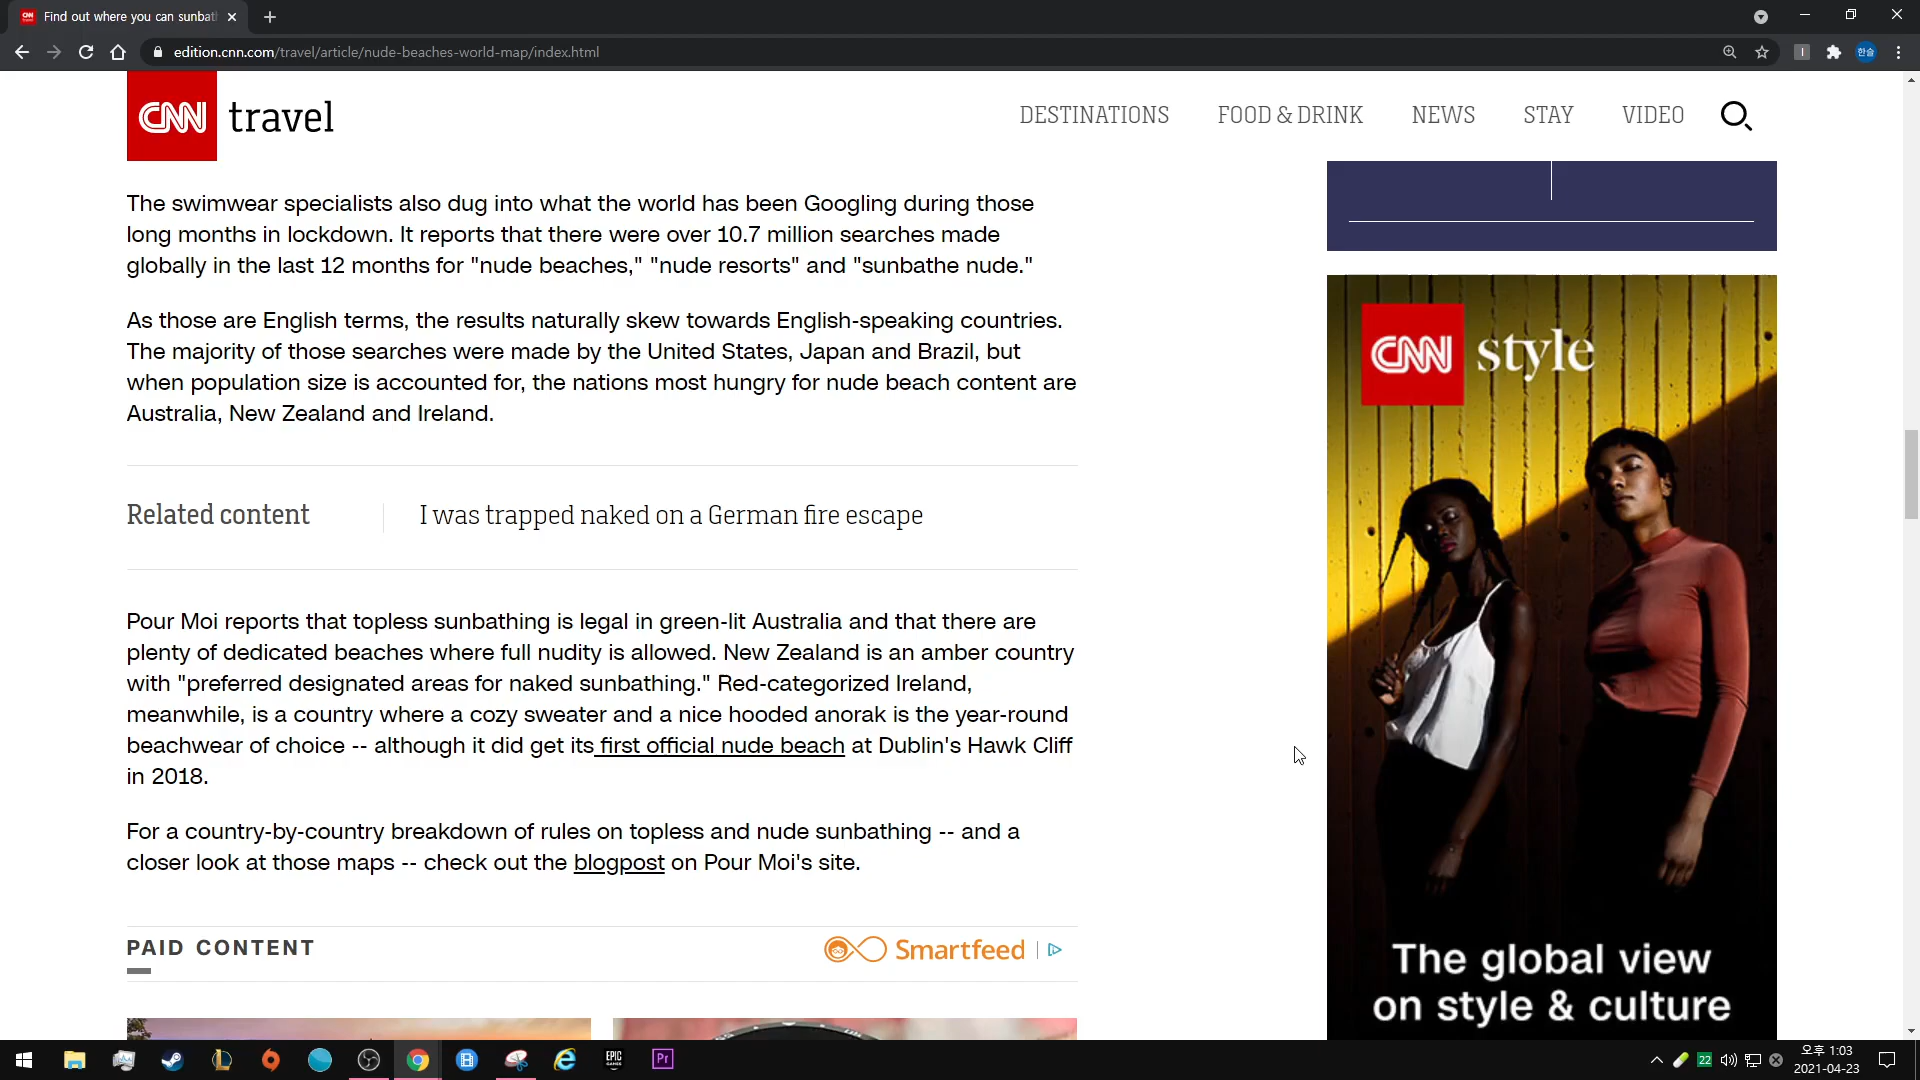 Find out where you can sunbat
edition.cnn.com/travel/article/nude-beaches-world-map/index.html
한슬
CNN travel
DESTINATIONS FOOD & DRINK NEWS STAY VIDEO
The swimwear specialists also dug into what the world has been Googling during those
long months in lockdown. It reports that there were over 10.7 million searches made
globally in the last 12 months for "nude beaches," "nude resorts" and "sunbathe nude."
As those are English terms, the results naturally skew towards English-speaking countries.
The majority of those searches were made by the United States, Japan and Brazil, but
when population size is accounted for, the nations most hungry for nude beach content are
Australia, New Zealand and Ireland.
Related content
I was trapped naked on a German fire escape
Pour Moi reports that topless sunbathing is legal in green-lit Australia and that there are
plenty of dedicated beaches where full nudity is allowed. New Zealand is an amber country
with "preferred designated areas for naked sunbathing." Red-categorized Ireland,
meanwhile, is a country where a cozy sweater and a nice hooded anorak is the year-round
beachwear of choice -- although it did get its first official nude beach at Dublin's Hawk Cliff
in 2018.
For a country-by-country breakdown of rules on topless and nude sunbathing -- and a
closer look at those maps -- check out the blogpost on Pour Moi's site.
PAID CONTENT
Smartfeed
CNN style
The global view
on style & culture
EPIC
GAMES
Pr
22
오후 1:03
2021-04-23